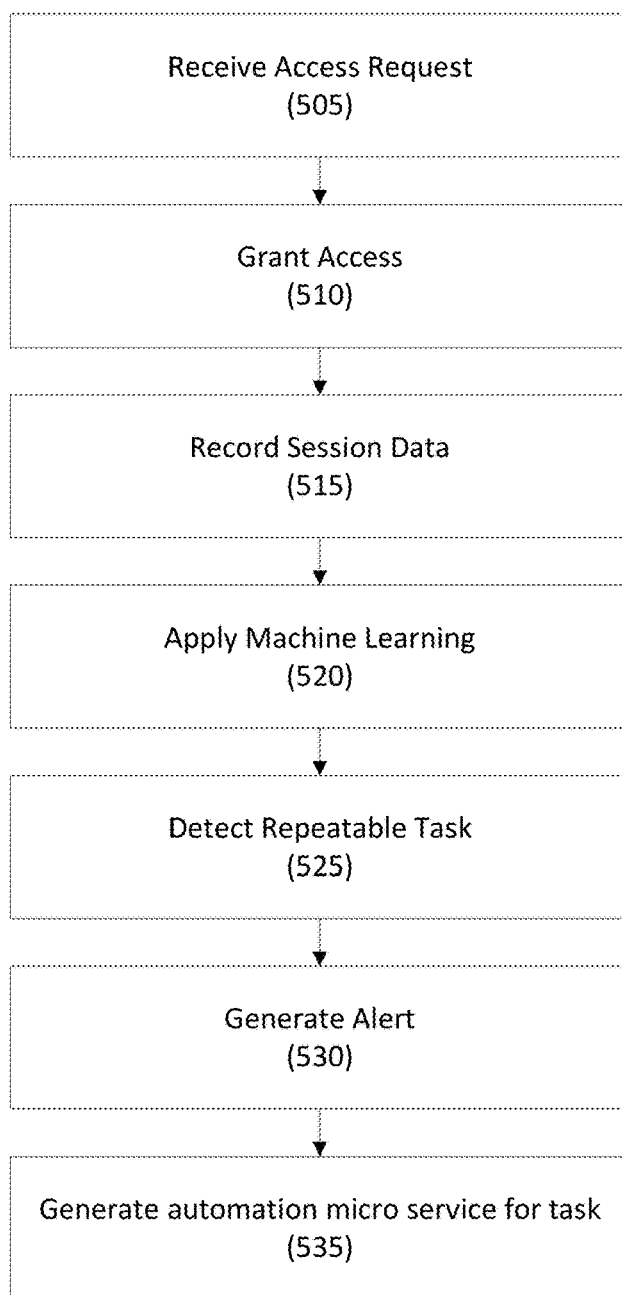 Receive Access Request
(505)
Grant Access
(510)
Record Session Data
(515)
Apply Machine Learning
(520)
Detect Repeatable Task
(525)
Generate Alert
(530)
Generate automation micro service for task
(535)